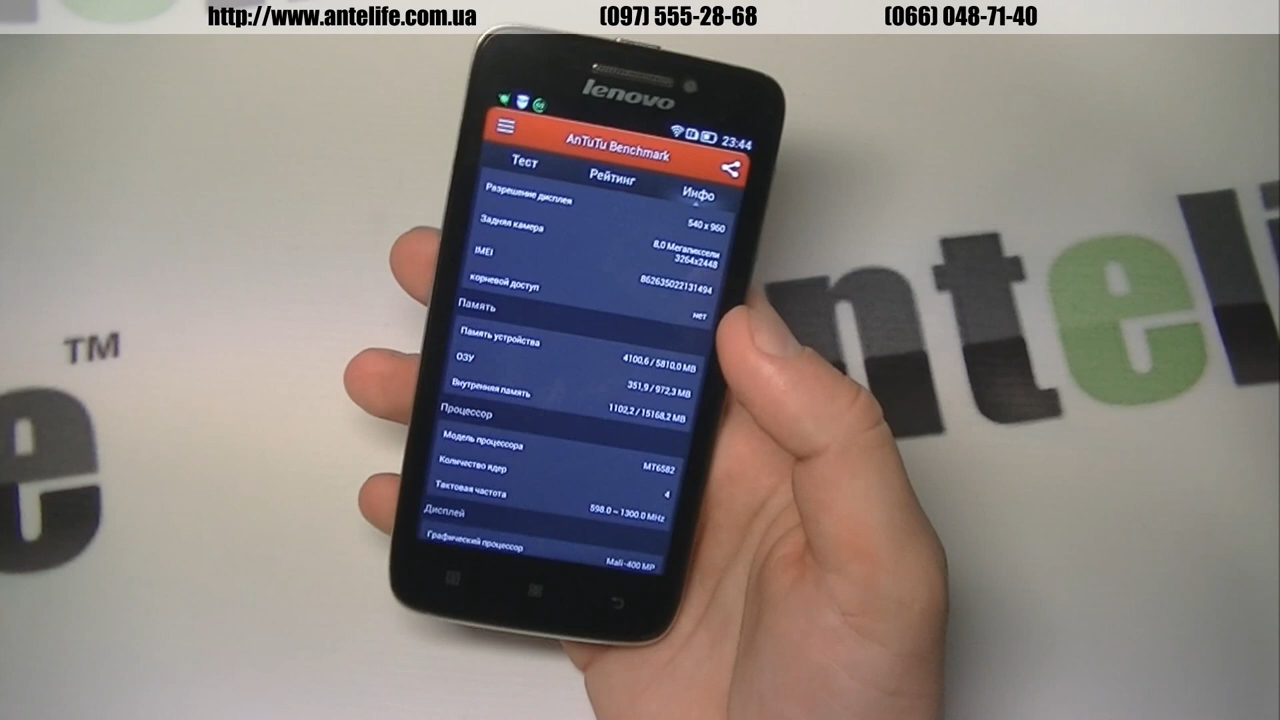 http://www.antelife.com.ua (097) 555-28-68 (066) 048-71-40
lenovo
23:44
AnTuTu Benchmark
Тест Рейтинг Инфо
Разрешение дисплея 540 x 960
Задняя камера 8,0 Мегапиксели
3264x2448
IMEI 862635022131494
корневой доступ нет
Память
Память устройства 4100,6 / 5810,0 MB
ОЗУ 351,9 / 972,3 MB
Внутренняя память 1102,2 / 15168,2 MB
Процессор
Модель процессора MT6582
Количество ядер 4
Тактовая частота 598.0 ~ 1300.0 MHz
Дисплей
Графический процессор Mali-400 MP
TM
e
nteli